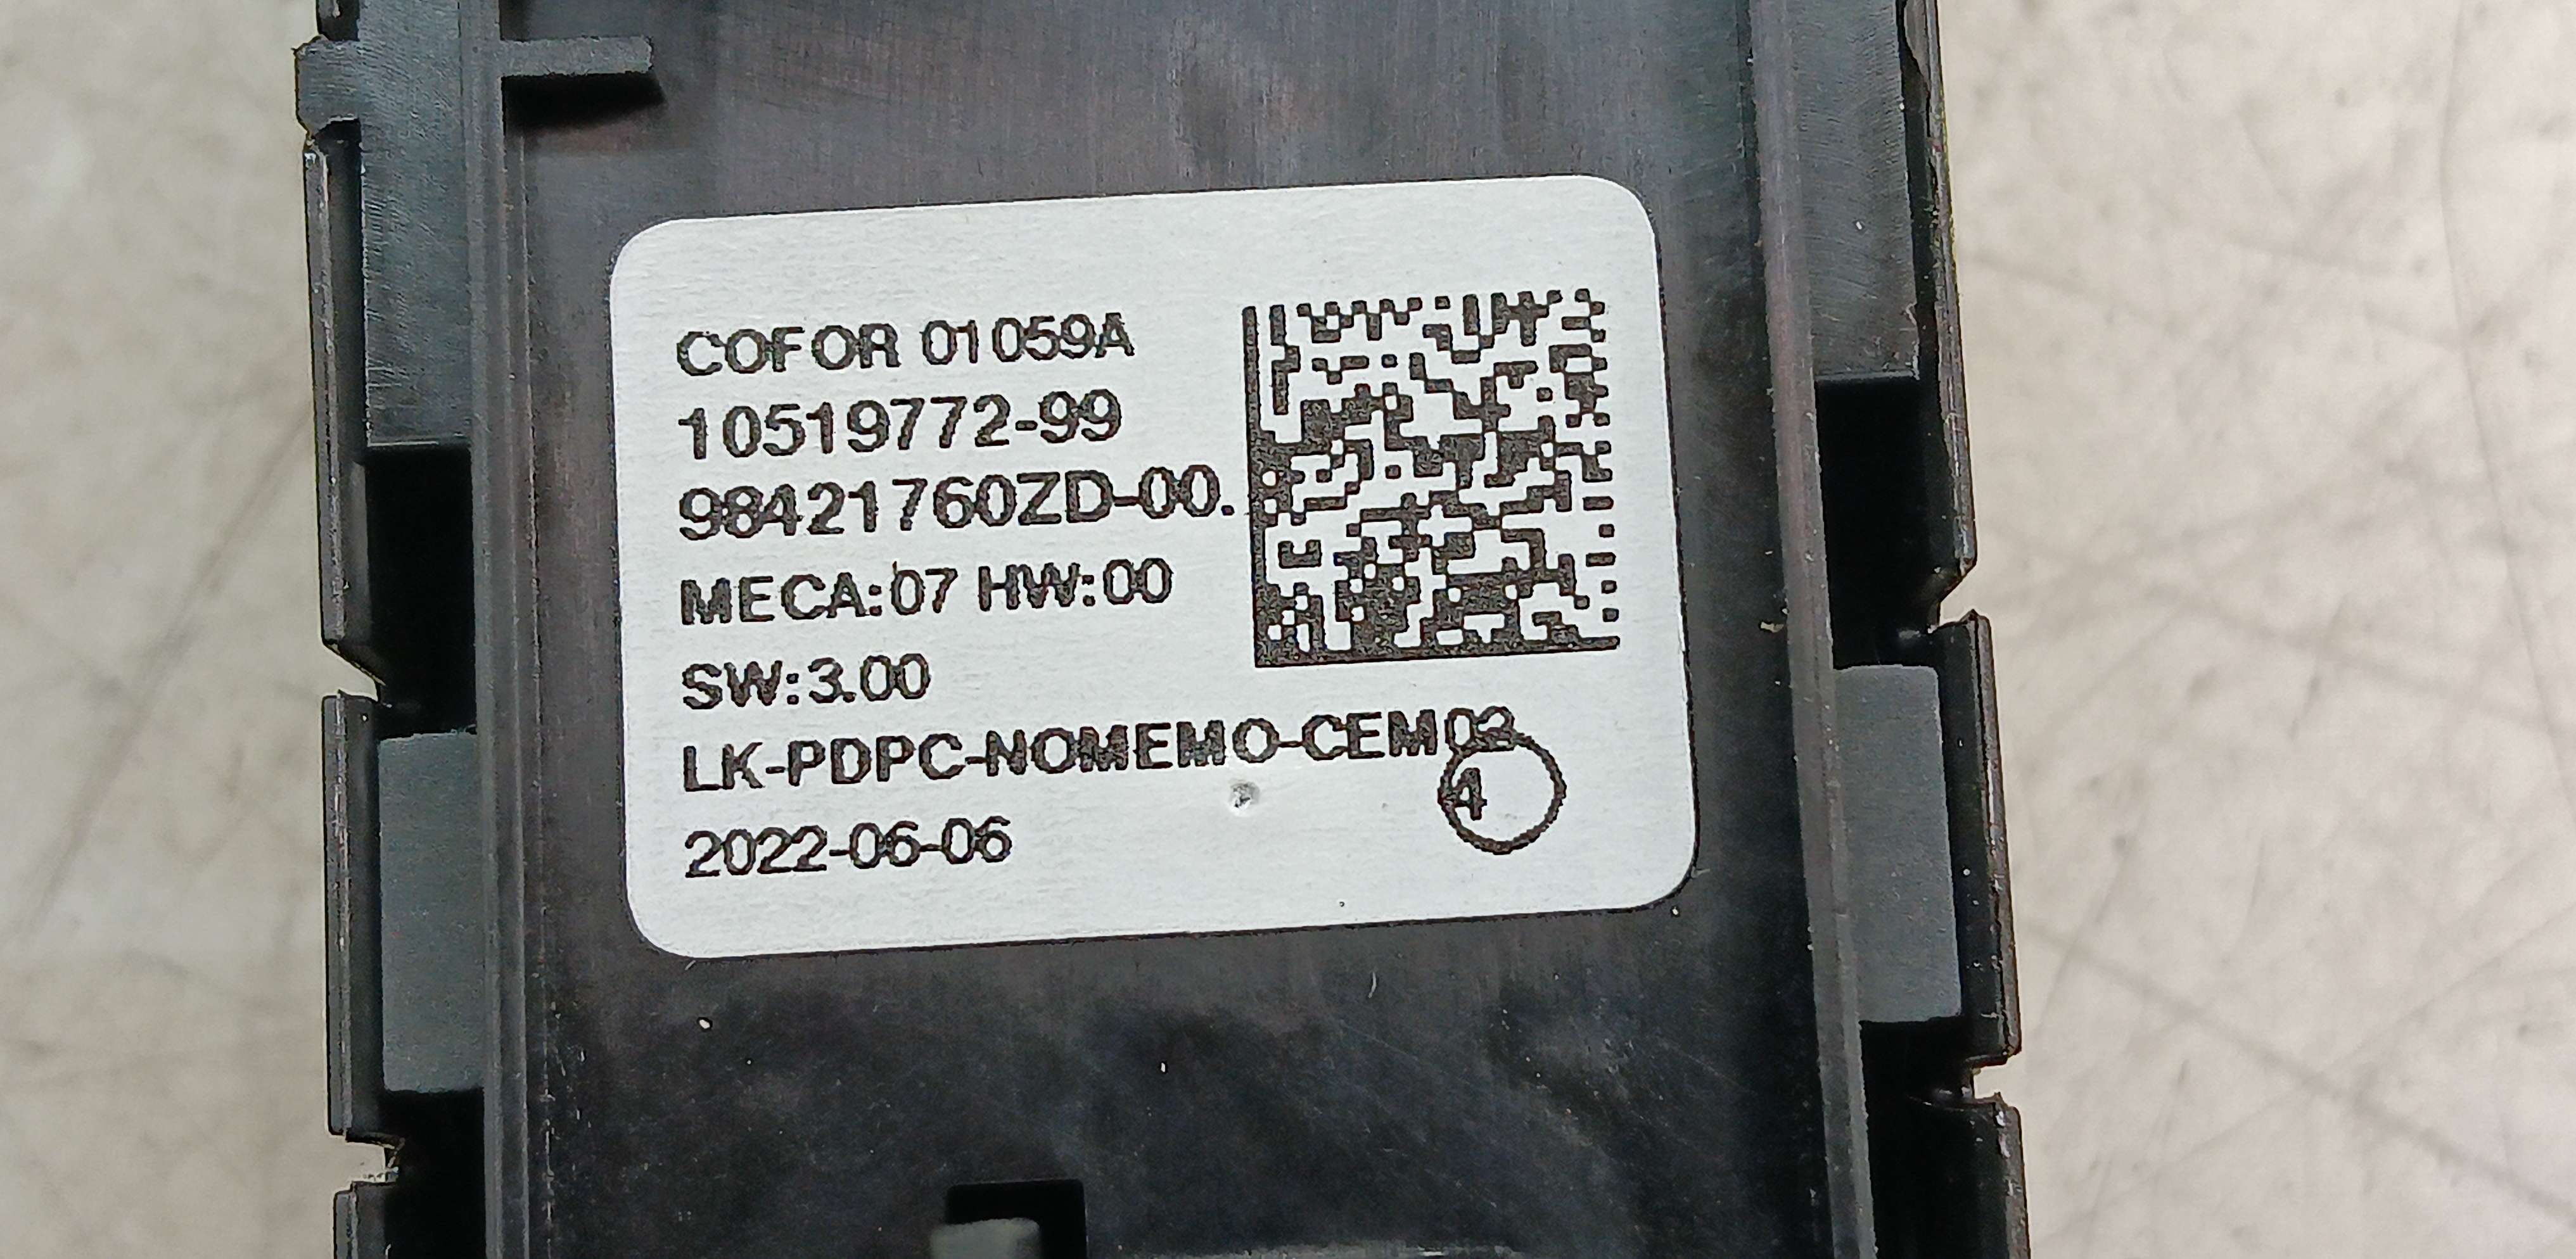 COFOR 01059A
10519772-99
98421760ZD-00.
MECA:07 HW:00
SW:3.00
LK-PDPC-NOMEMO-CEM03
4
2022-06-06